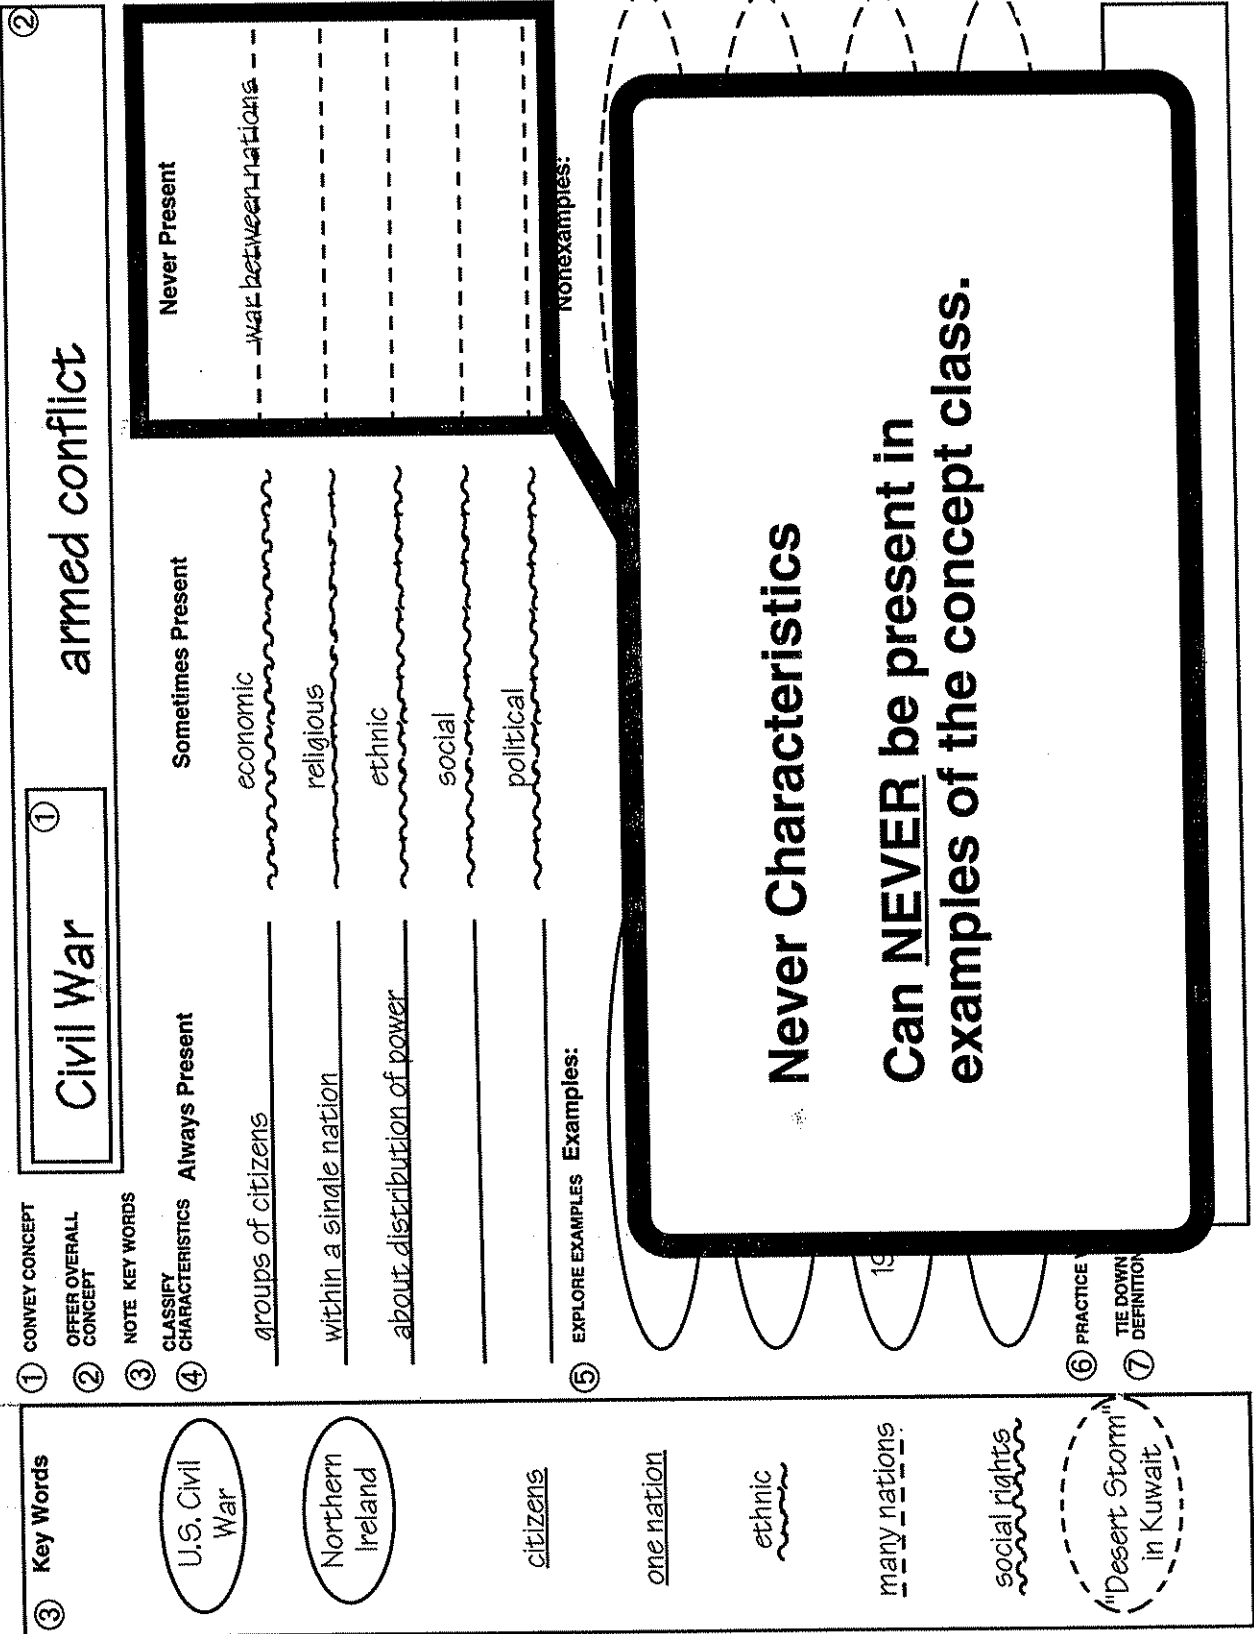 ③ Key Words
U.S. Civil
War
Northern
Ireland
citizens
one nation
ethnic
many nations
social rights
"Desert Storm"
in Kuwait
① CONVEY CONCEPT
② OFFER OVERALL
CONCEPT
③ NOTE KEY WORDS
④ CLASSIFY
CHARACTERISTICS
① Civil War
② armed conflict
Always Present
groups of citizens
within a single nation
about distribution of power
Sometimes Present
economic
religious
ethnic
social
political
Never Present
war between nations
⑤ EXPLORE EXAMPLES
Examples:
Nonexamples:
19
Never Characteristics
Can NEVER be present in
examples of the concept class.
⑥ PRACTICE
⑦ TIE DOWN
DEFINITION